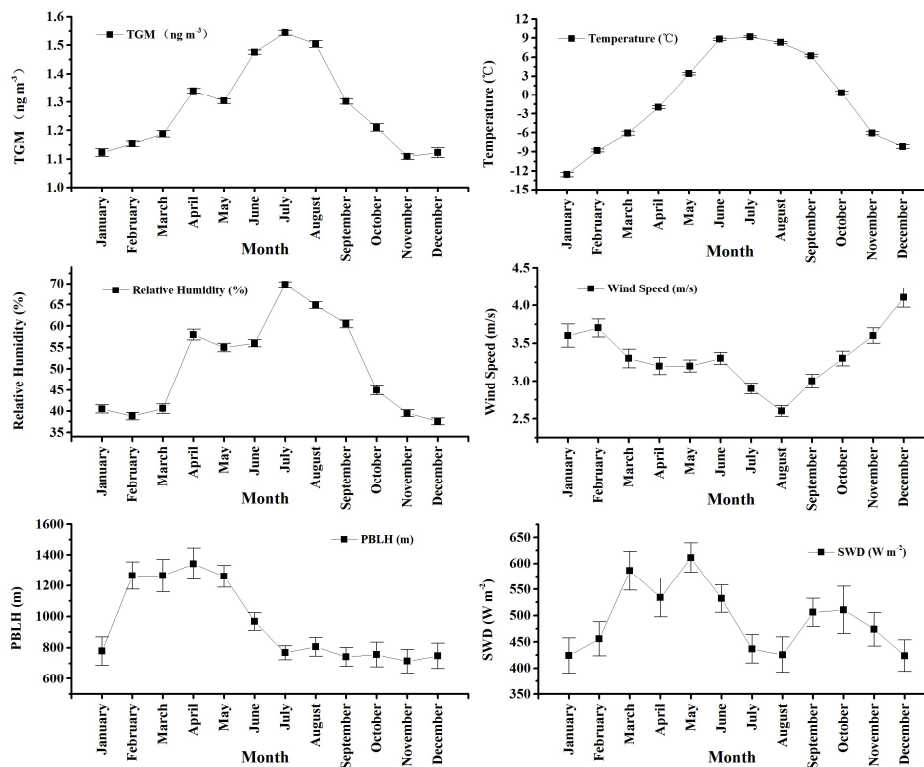 TGM (ng m-3)
TGM (ng m-3)
1.6
1.5
1.4
1.3
1.2
1.1
1.0
January
February
March
April
May
June
July
August
September
October
November
December
Month
Temperature (℃)
Temperature (℃)
12
9
6
3
0
-3
-6
-9
-12
-15
January
February
March
April
May
June
July
August
September
October
November
December
Month
Relative Humidity (%)
Relative Humidity (%)
70
65
60
55
45
40
35
January
February
March
April
May
June
July
August
September
October
November
December
Month
Wind Speed (m/s)
Wind Speed (m/s)
4.5
4.0
3.5
3.0
2.5
January
February
March
April
May
June
July
August
September
October
November
December
Month
PBLH (m)
PBLH (m)
1600
1400
1200
1000
800
600
January
February
March
April
May
June
July
August
September
October
November
December
Month
SWD (W m-2)
SWD (W m-2)
650
600
550
500
450
400
350
January
February
March
April
May
June
July
August
September
October
November
December
Month